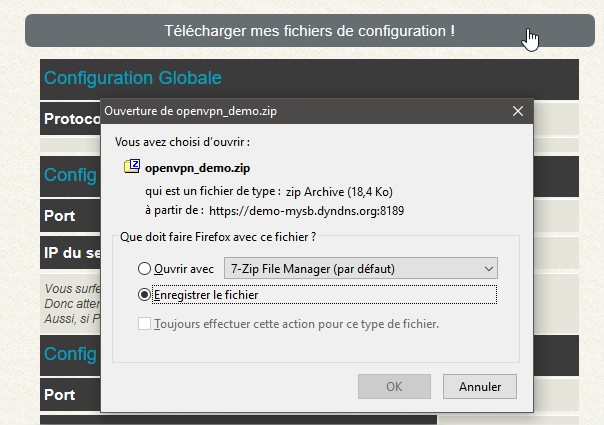 Télécharger mes fichiers de configuration !
Configuration Globale
Protoco
Ouverture de openvpn_demo.zip
Vous avez choisi d'ouvrir :
openvpn_demo.zip
qui est un fichier de type : zip Archive (18,4 Ko)
à partir de : https://demo-mysb.dyndns.org:8189
Que doit faire Firefox avec ce fichier ?
Ouvrir avec 7-Zip File Manager (par défaut)
Enregistrer le fichier
Toujours effectuer cette action pour ce type de fichier.
OK Annuler
Config
Port
IP du se
Vous surfe
Donc atter
Aussi, si P
Config
Port